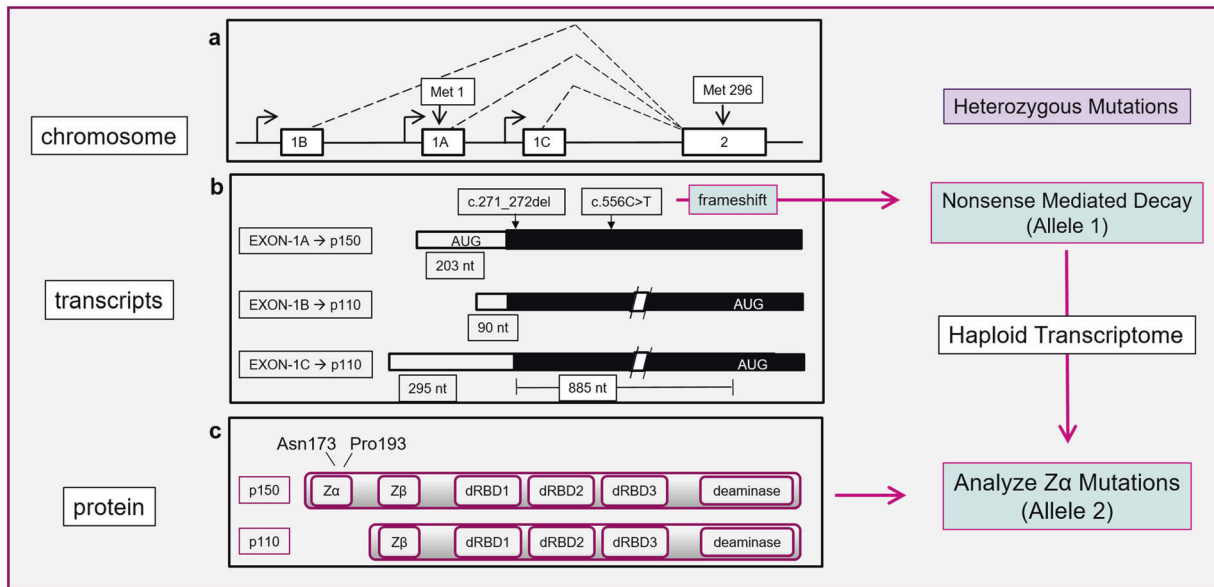 a
Met 1
Met 296
1B
1A
1C
2
chromosome
Heterozygous Mutations
b
c.271_272del
c.556C>T
frameshift
Nonsense Mediated Decay
(Allele 1)
EXON-1A → p150
AUG
203 nt
transcripts
EXON-1B → p110
AUG
90 nt
Haploid Transcriptome
EXON-1C → p110
AUG
295 nt
885 nt
c
Asn173
Pro193
protein
p150
Zα
Zβ
dRBD1
dRBD2
dRBD3
deaminase
p110
Zβ
dRBD1
dRBD2
dRBD3
deaminase
Analyze Zα Mutations
(Allele 2)